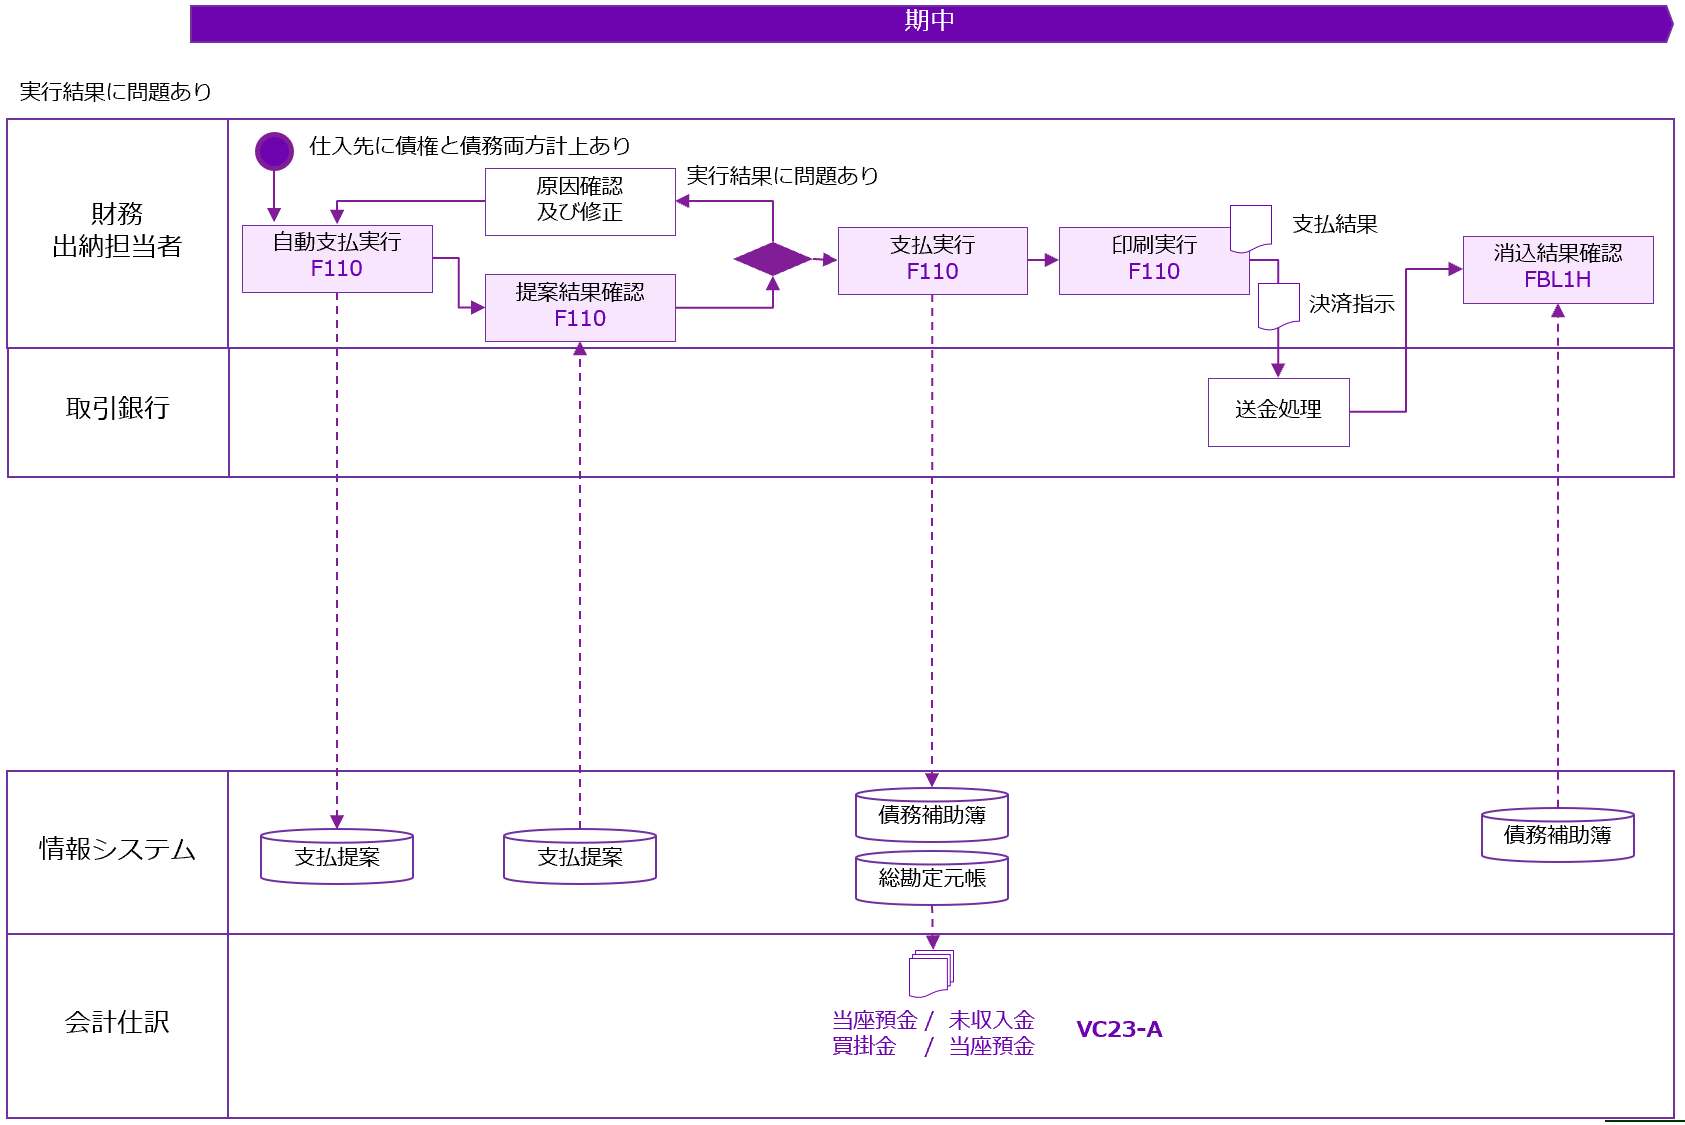 期中
実行結果に問題あり
財務
出納担当者
仕入先に債権と債務両方計上あり
原因確認
及び修正
実行結果に問題あり
自動支払実行
F110
提案結果確認
F110
支払実行
F110
印刷実行
F110
支払結果
決済指示
消込結果確認
FBL1H
取引銀行
送金処理
情報システム
支払提案
支払提案
債務補助簿
総勘定元帳
債務補助簿
会計仕訳
当座預金 / 未収入金
買掛金 / 当座預金
VC23-A